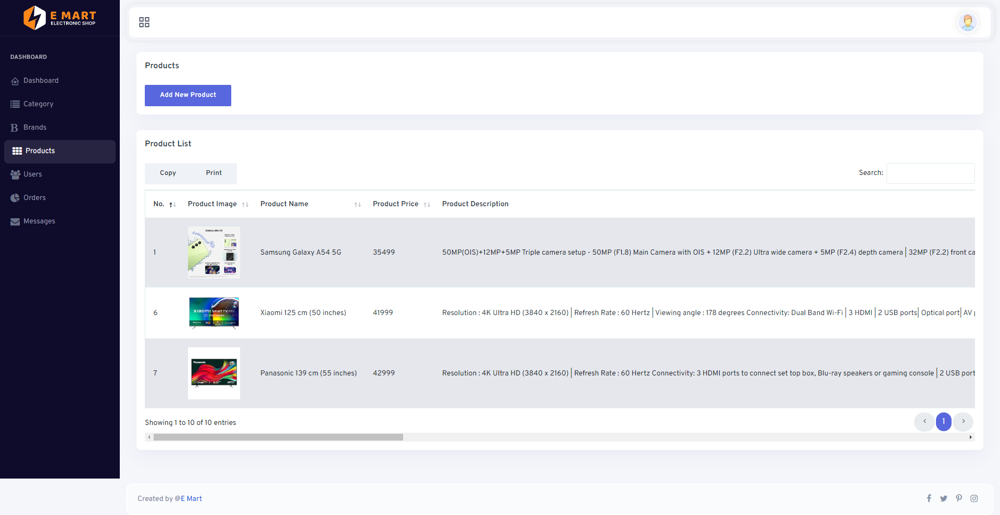 E MART
ELECTRONIC SHOP
DASHBOARD
Dashboard
Category
B Brands
Products
Users
Orders
Messages
Products
Add New Product
Product List
Copy Print
Search:
No. Product Image Product Name Product Price Product Description
Galaxy A54 5G
1 Samsung Galaxy A54 5G 35499 50MP(OIS)+12MP+5MP Triple camera setup - 50MP (F1.8) Main Camera with OIS + 12MP (F2.2) Ultra wide camera + 5MP (F2.4) depth camera | 32MP (F2.2) front ca
xiaomi Smart TV
6 Xiaomi 125 cm (50 inches) 41999 Resolution : 4K Ultra HD (3840 x 2160) | Refresh Rate : 60 Hertz | Viewing angle : 178 degrees Connectivity: Dual Band Wi-Fi | 3 HDMI | 2 USB ports| Optical port| AV
Panasonic
7 Panasonic 139 cm (55 inches) 42999 Resolution : 4K Ultra HD (3840 x 2160) | Refresh Rate : 60 Hertz Connectivity: 3 HDMI ports to connect set top box, Blu-ray speakers or gaming console | 2 USB port
Showing 1 to 10 of 10 entries
1
Created by @E Mart